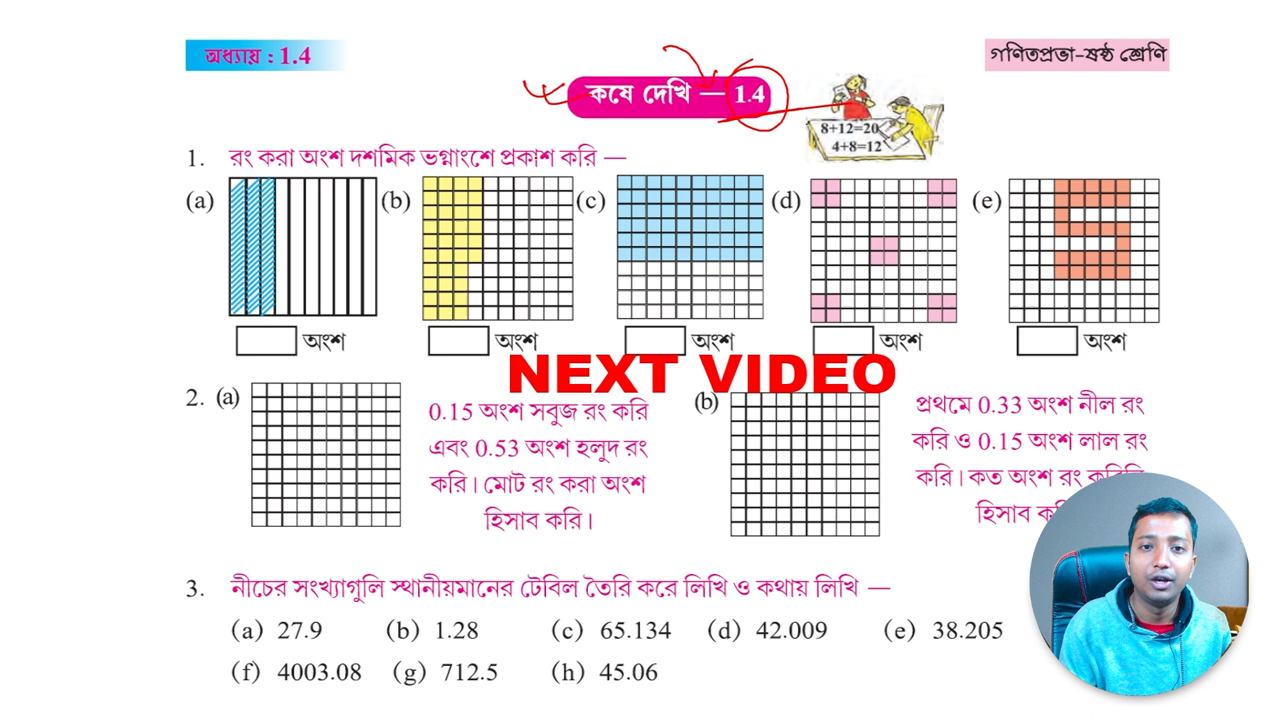 অধ্যায় : 1.4
গণিতপ্রভা-ষষ্ঠ শ্রেণি
কষে দেখি — 1.4
8+12=20
4+8=12
1. রং করা অংশ দশমিক ভগ্নাংশে প্রকাশ করি —
(a) (b) (c) (d) (e)
অংশ অংশ অংশ অংশ অংশ
NEXT VIDEO
2. (a)
0.15 অংশ সবুজ রং করি
এবং 0.53 অংশ হলুদ রং
করি। মোট রং করা অংশ
হিসাব করি।
(b)
প্রথমে 0.33 অংশ নীল রং
করি ও 0.15 অংশ লাল রং
করি। কত অংশ রং
হিসাব
3. নীচের সংখ্যাগুলি স্থানীয়মানের টেবিল তৈরি করে লিখি ও কথায় লিখি —
(a) 27.9 (b) 1.28 (c) 65.134 (d) 42.009 (e) 38.205
(f) 4003.08 (g) 712.5 (h) 45.06